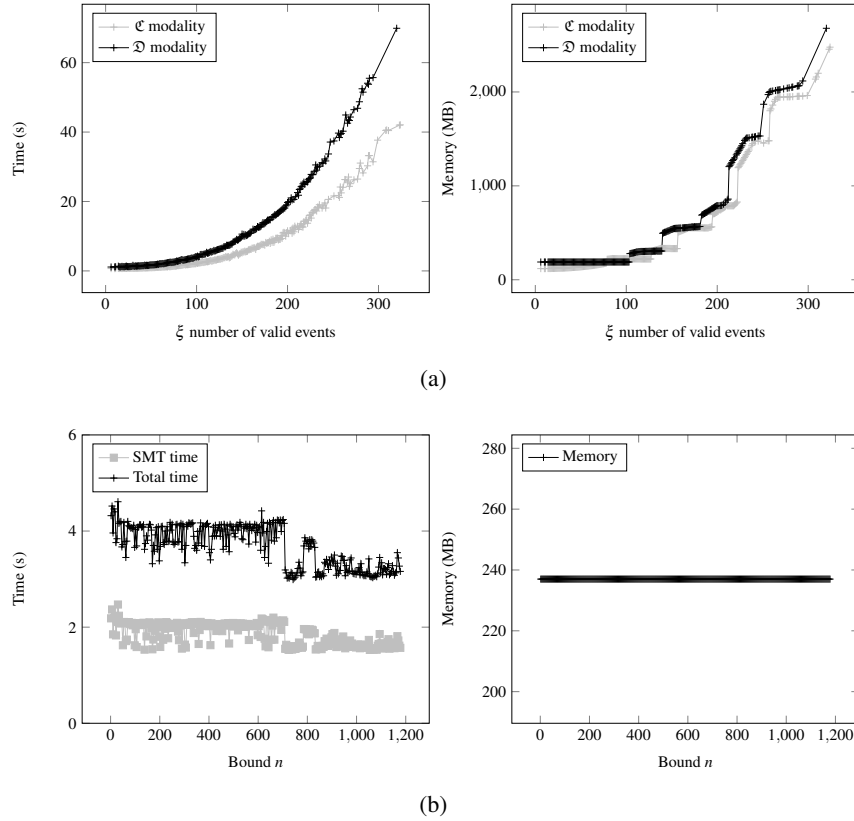 ℭ modality
𝔇 modality
60
40
20
0
Time (s)
0
100
200
300
ξ number of valid events
ℭ modality
𝔇 modality
2,000
1,000
0
Memory (MB)
0
100
200
300
ξ number of valid events
(a)
SMT time
Total time
6
4
2
0
Time (s)
0
200
400
600
800
1,000
1,200
Bound n
Memory
280
260
240
220
200
Memory (MB)
0
200
400
600
800
1,000
1,200
Bound n
(b)